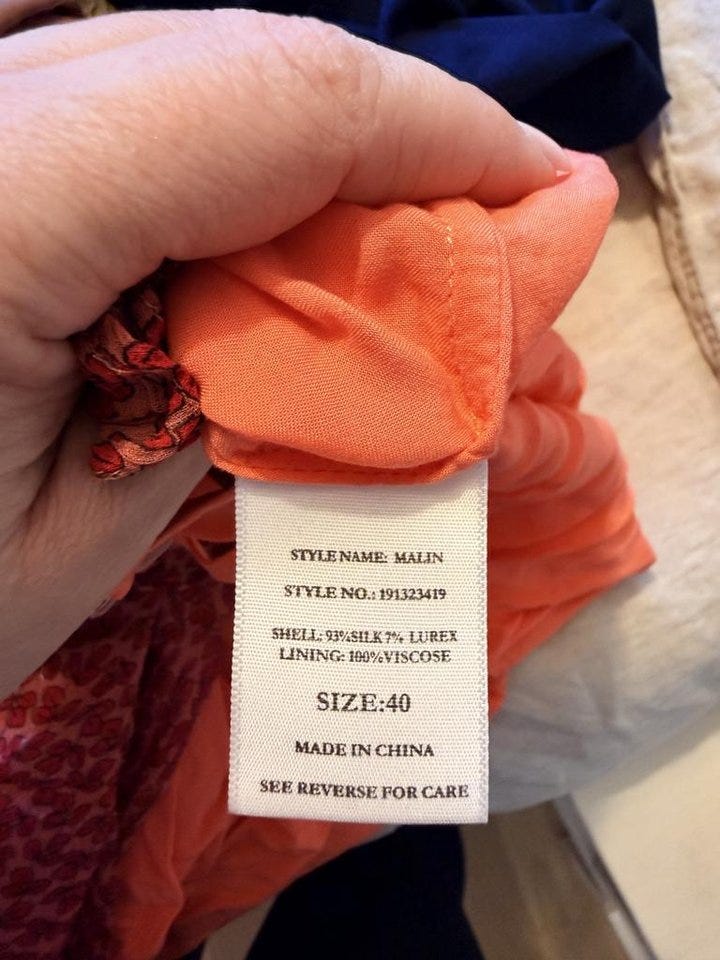 STYLE NAME: MALIN
STYLE NO.: 191323419
SHELL: 93%SILK 7% LUREX
LINING: 100%VISCOSE
SIZE:40
MADE IN CHINA
SEE REVERSE FOR CARE